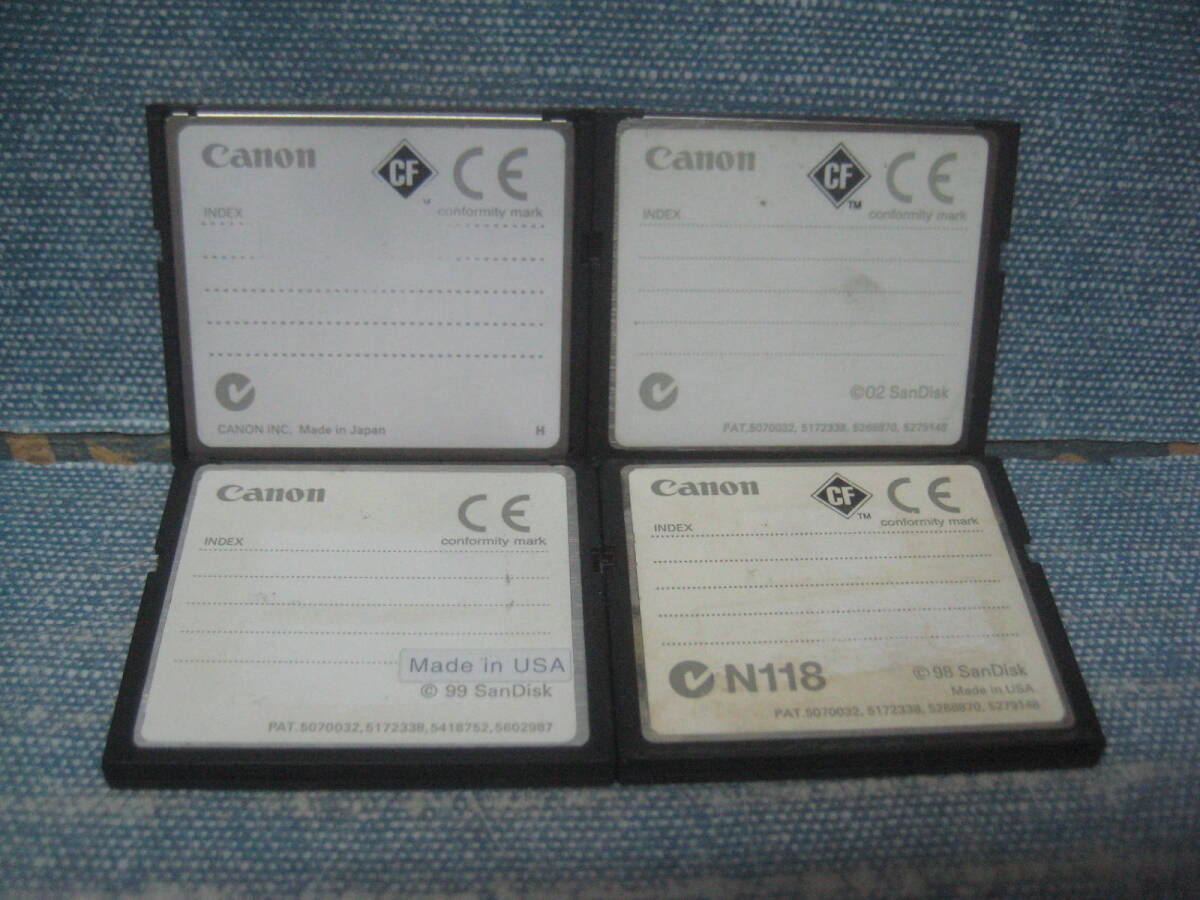 Canon
CF
CE
INDEX
conformity mark
CANON INC. Made in Japan
H
Canon
CF
TM
CE
INDEX
conformity mark
©02 SanDisk
PAT.5070032, 5172338, 5268870, 5279148
Canon
CE
INDEX
conformity mark
Made in USA
© 99 SanDisk
PAT.5070032,5172338,5418752,5602987
Canon
CF
TM
CE
INDEX
conformity mark
N118
©98 SanDisk
Made in USA
PAT.5070032, 5172338, 5268870, 5279148